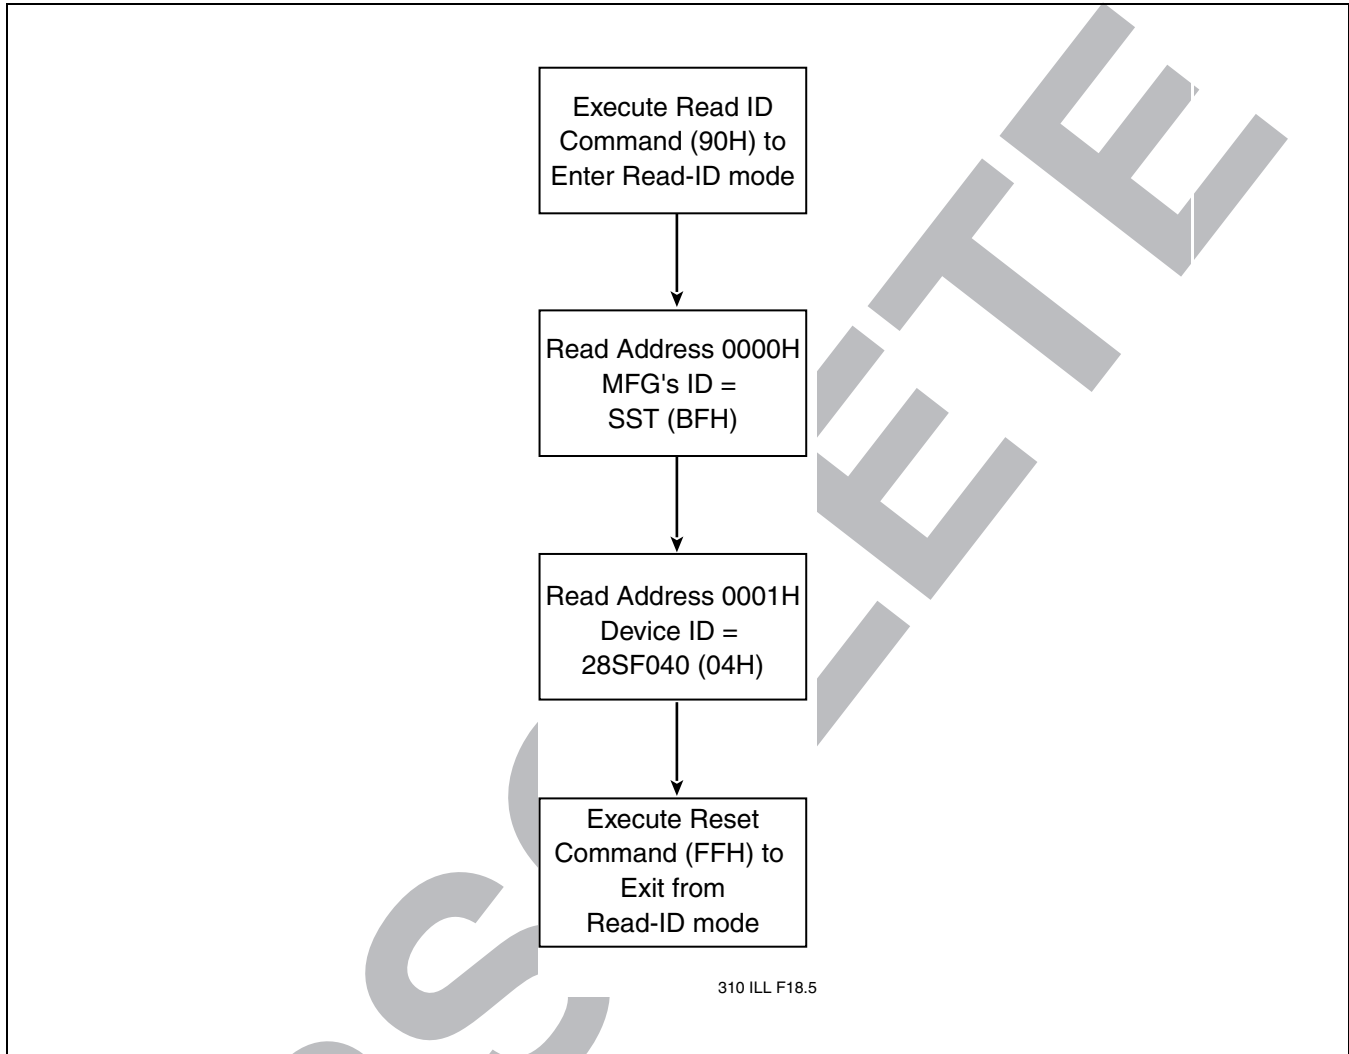 Execute Read ID
Command (90H) to
Enter Read-ID mode
Read Address 0000H
MFG's ID =
SST (BFH)
Read Address 0001H
Device ID =
28SF040 (04H)
Execute Reset
Command (FFH) to
Exit from
Read-ID mode
310 ILL F18.5